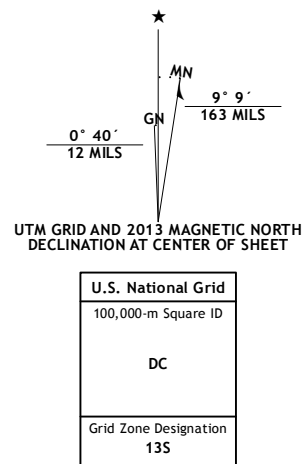 ★
MN
GN
9° 9´
163 MILS
0° 40´
12 MILS
UTM GRID AND 2013 MAGNETIC NORTH
DECLINATION AT CENTER OF SHEET
U.S. National Grid
100,000-m Square ID
DC
Grid Zone Designation
13S